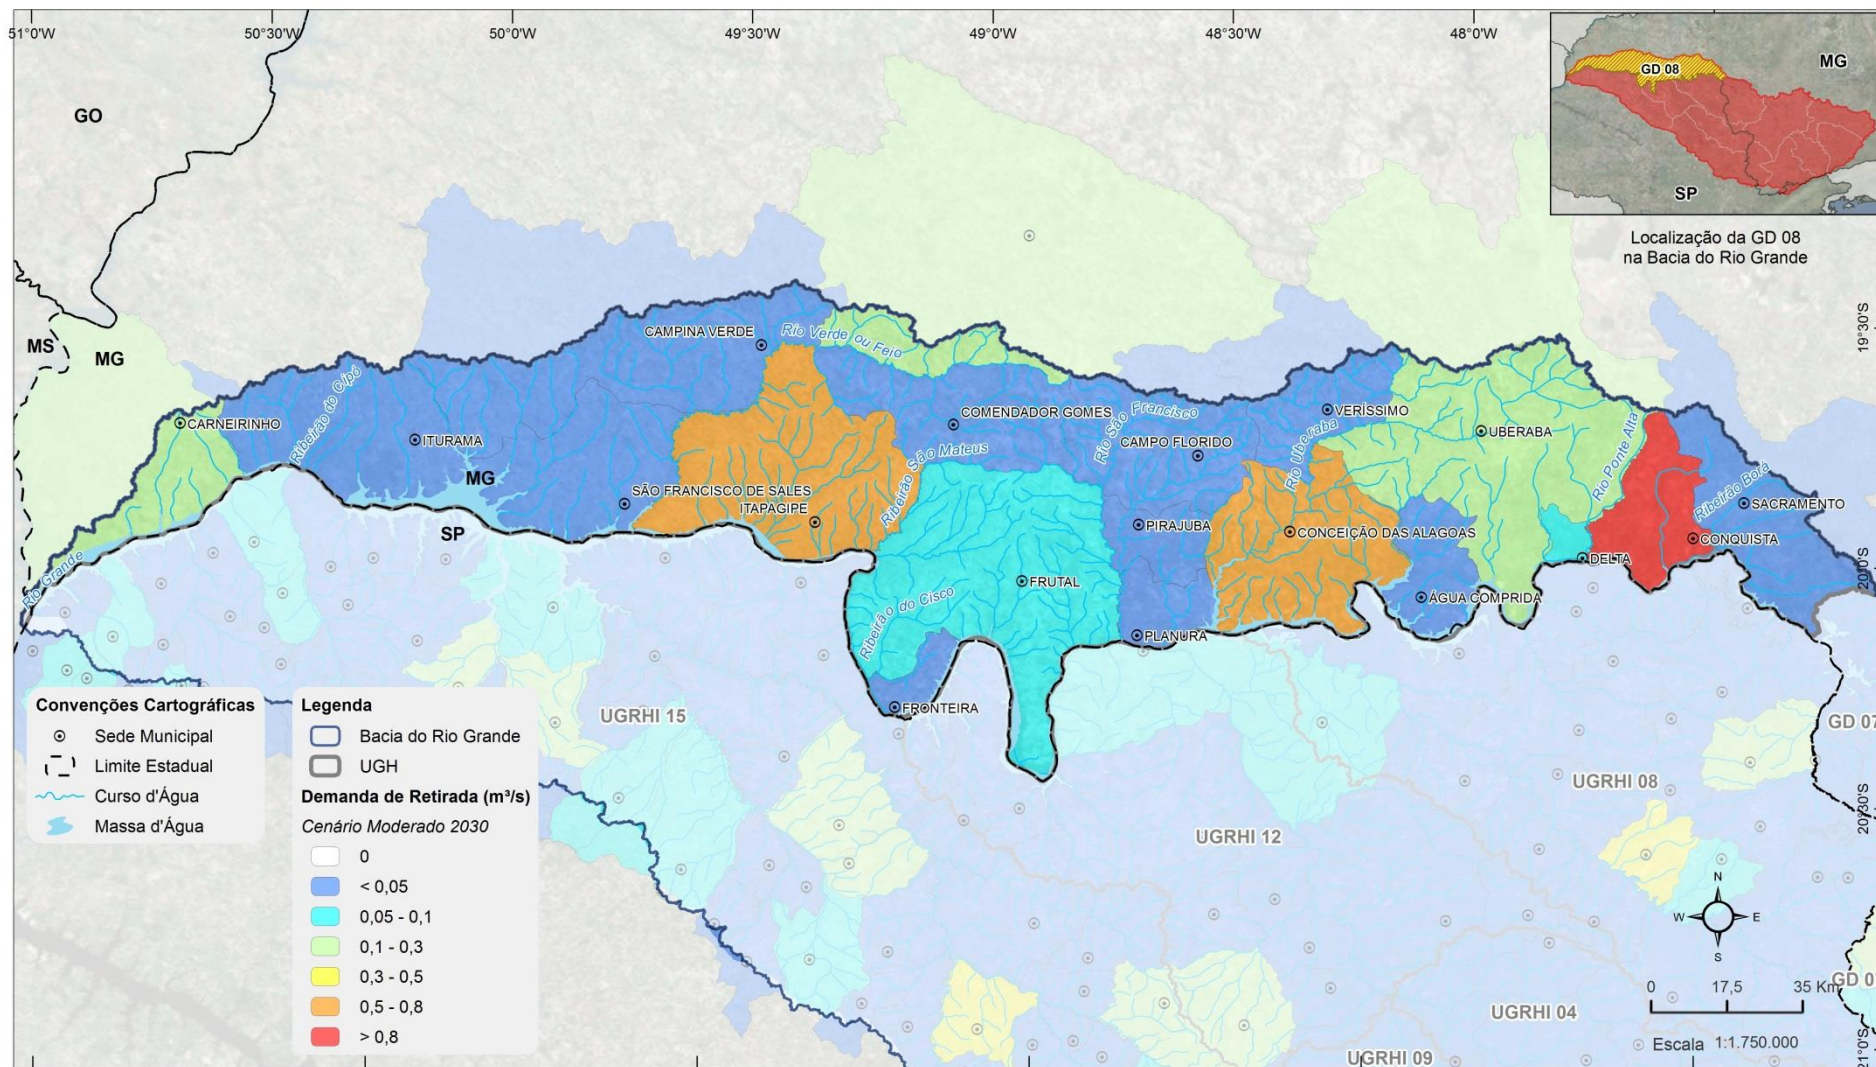 51°0'W
50°30'W
50°0'W
49°30'W
49°0'W
48°30'W
48°0'W
GO
MS
MG
MG
SP
GD 08
MG
SP
Localização da GD 08
na Bacia do Rio Grande
19°30'S
20°0'S
20°30'S
21°0'S
CAMPINA VERDE
Rio Verde ou Feio
CARNEIRINHO
Ribeirão do Cipó
ITURAMA
COMENDADOR GOMES
Rio São Francisco
VERÍSSIMO
CAMPO FLORIDO
Rio Uberaba
UBERABA
Rio Ponte Alta
Ribeirão São Mateus
SÃO FRANCISCO DE SALES
ITAPAGIPE
PIRAJUBA
CONCEIÇÃO DAS ALAGOAS
Ribeirão Borá
SACRAMENTO
CONQUISTA
DELTA
Rio Grande
FRUTAL
Ribeirão do Cisco
ÁGUA COMPRIDA
PLANURA
FRONTEIRA
UGRHI 15
UGRHI 12
UGRHI 08
UGRHI 04
UGRHI 09
GD 07
GD 0
Convenções Cartográficas
Sede Municipal
Limite Estadual
Curso d'Água
Massa d'Água
Legenda
Bacia do Rio Grande
UGH
Demanda de Retirada (m³/s)
Cenário Moderado 2030
0
< 0,05
0,05 - 0,1
0,1 - 0,3
0,3 - 0,5
0,5 - 0,8
> 0,8
N
W
E
S
0 17,5 35 Km
Escala 1:1.750.000